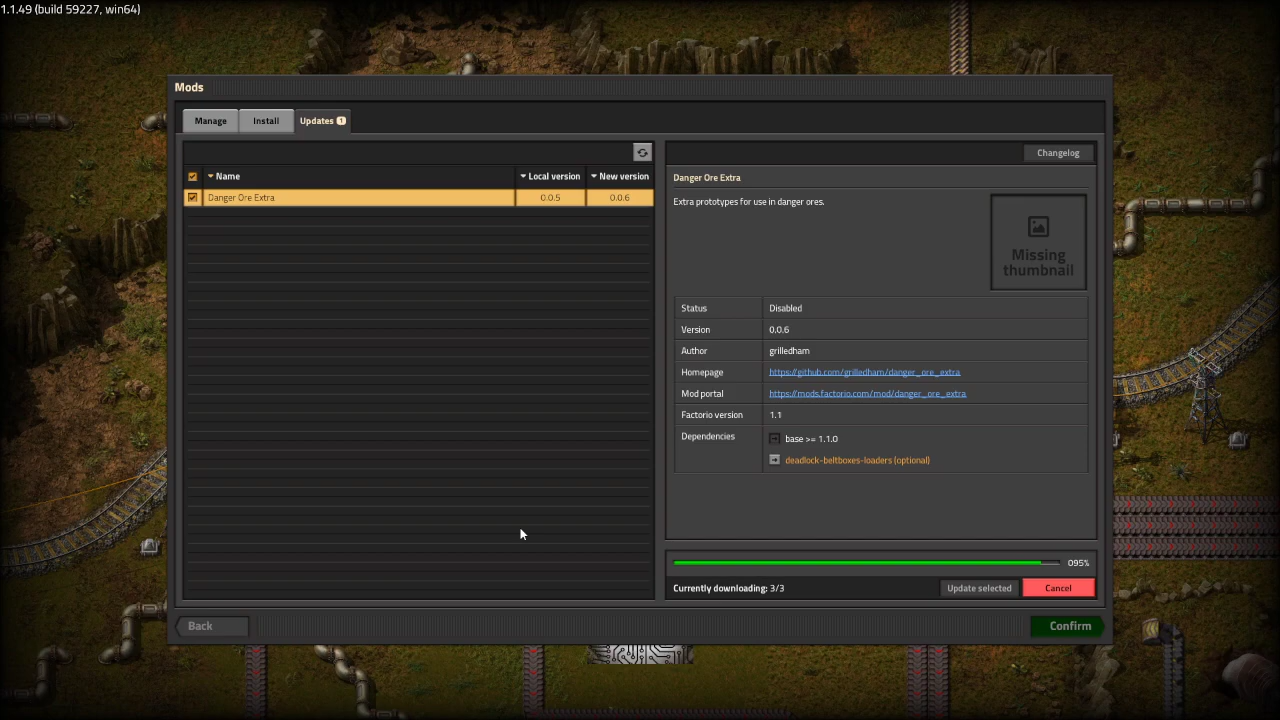 1.1.49 (build 59227, win64)
Mods
Manage Install Updates 1
Changelog
Name Local version New version
Danger Ore Extra 0.0.5 0.0.6
Danger Ore Extra
Extra prototypes for use in danger ores.
Missing
thumbnail
Status Disabled
Version 0.0.6
Author grilledham
Homepage https://github.com/grilledham/danger_ore_extra
Mod portal https://mods.factorio.com/mod/danger_ore_extra
Factorio version 1.1
Dependencies base >= 1.1.0
deadlock-beltboxes-loaders (optional)
095%
Currently downloading: 3/3 Update selected Cancel
Back Confirm